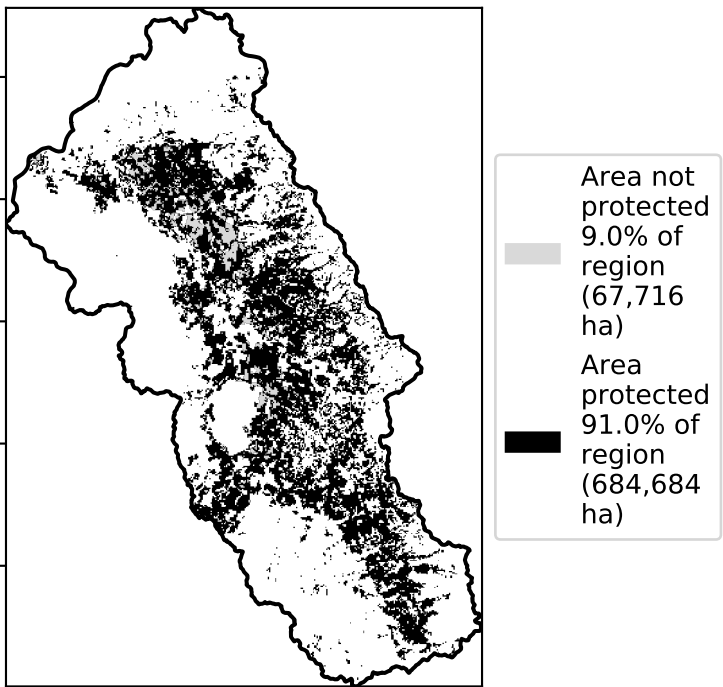 Area not
protected
9.0% of
region
(67,716
ha)
Area
protected
91.0% of
region
(684,684
ha)